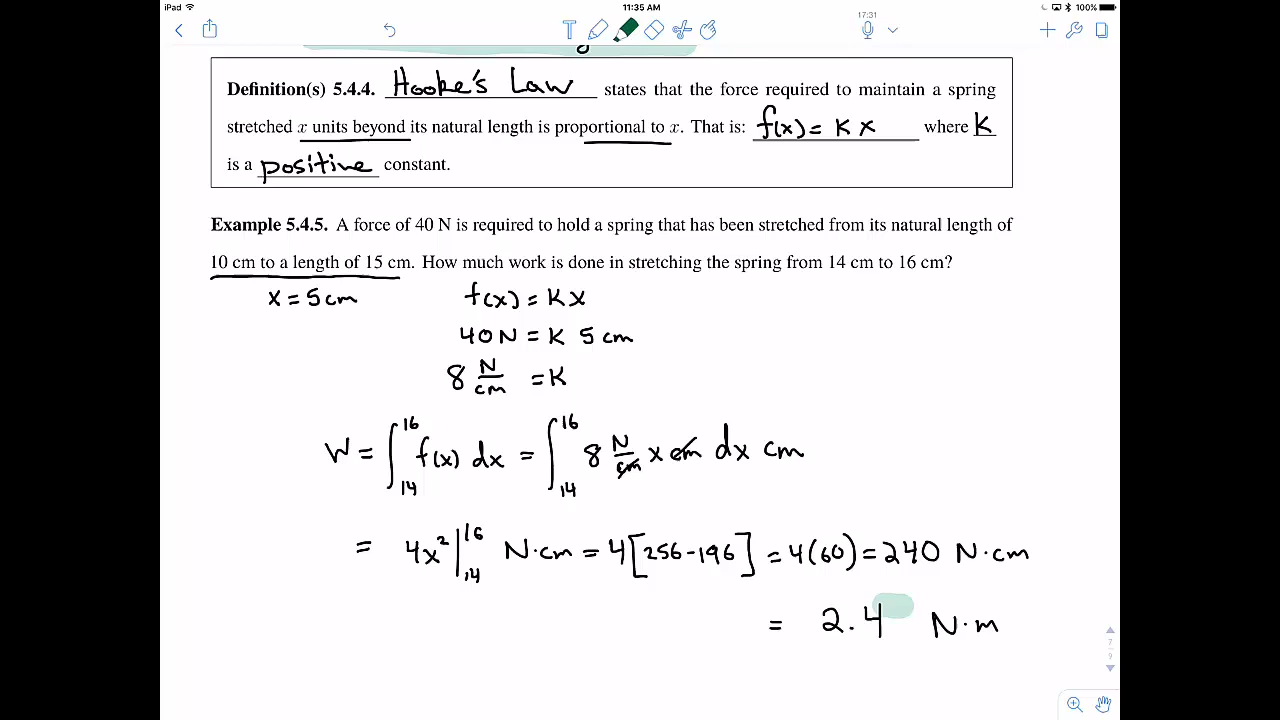 iPad 11:35 AM 100%
17:31
Definition(s) 5.4.4. Hooke's Law states that the force required to maintain a spring
stretched x units beyond its natural length is proportional to x. That is: f(x) = K x where K
is a positive constant.
Example 5.4.5. A force of 40 N is required to hold a spring that has been stretched from its natural length of
10 cm to a length of 15 cm. How much work is done in stretching the spring from 14 cm to 16 cm?
x = 5 cm f(x) = K x
40 N = K 5 cm
8 N/cm = K
W = ∫₁₄¹⁶ f(x) dx = ∫₁₄¹⁶ 8 N/cm x cm dx cm
= 4x² |₁₄¹⁶ N·cm = 4[256-196] = 4(60) = 240 N·cm
= 2.4 N·m
7
9